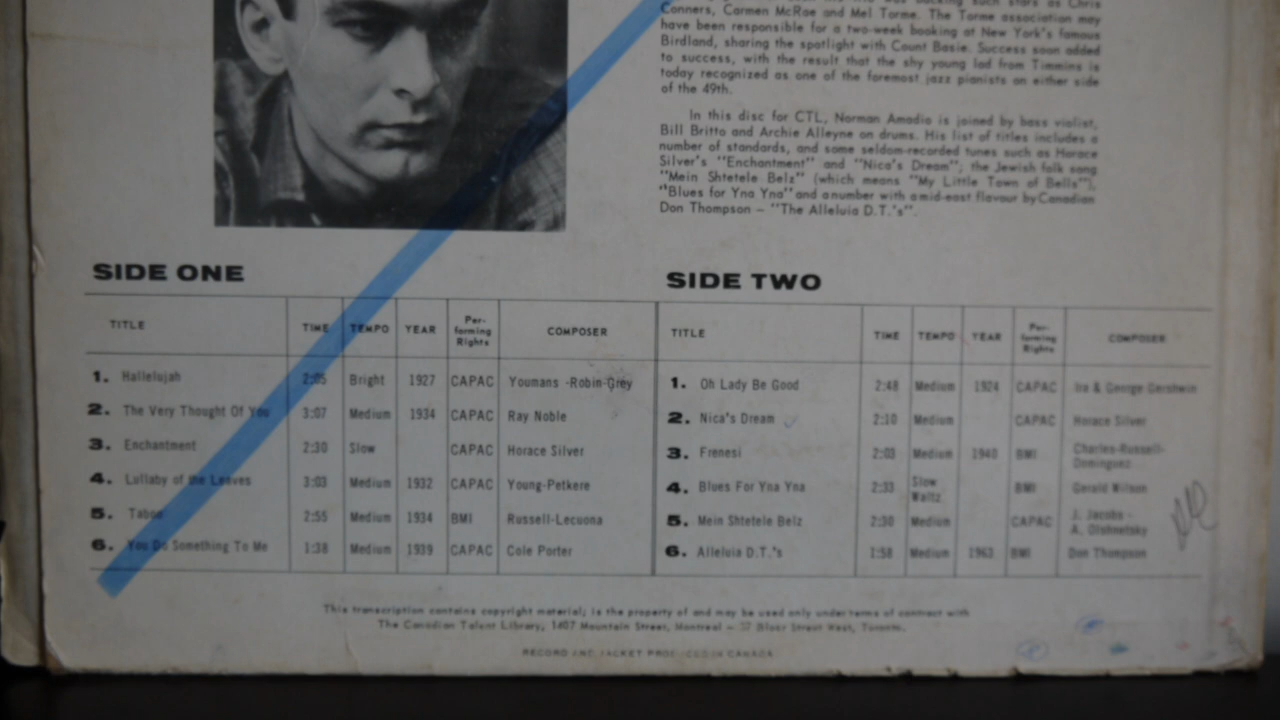 Conners, Carmen McRae and Mel Torme. The Torme association may
have been responsible for a two-week booking at New York's famous
Birdland, sharing the spotlight with Count Basie. Success soon added
to success, with the result that the shy young lad from Timmins is
today recognized as one of the foremost jazz pianists on either side
of the 49th.
In this disc for CTL, Norman Amadio is joined by bass violist,
Bill Britto and Archie Alleyne on drums. His list of titles includes a
number of standards, and some seldom-recorded tunes such as Horace
Silver's "Enchantment" and "Nica's Dream"; the Jewish folk song
"Mein Shtetele Belz" (which means "My Little Town of Bells"),
"Blues for Yna Yna" and a number with a mid-east flavour by Canadian
Don Thompson – "The Alleluia D.T.'s".
SIDE ONE
TITLE TIME TEMPO YEAR Per-forming Rights COMPOSER
1. Hallelujah 2:05 Bright 1927 CAPAC Youmans -Robin-Grey
2. The Very Thought Of You 3:07 Medium 1934 CAPAC Ray Noble
3. Enchantment 2:30 Slow CAPAC Horace Silver
4. Lullaby of the Leaves 3:03 Medium 1932 CAPAC Young-Petkere
5. Taboo 2:55 Medium 1934 BMI Russell-Lecuona
6. You Do Something To Me 1:38 Medium 1939 CAPAC Cole Porter
SIDE TWO
TITLE TIME TEMPO YEAR Per-forming Rights COMPOSER
1. Oh Lady Be Good 2:48 Medium 1924 CAPAC Ira & George Gershwin
2. Nica's Dream 2:10 Medium CAPAC Horace Silver
3. Frenesi 2:03 Medium 1940 BMI Charles-Russell-Dominguez
4. Blues For Yna Yna 2:33 Slow Waltz BMI Gerald Wilson
5. Mein Shtetele Belz 2:30 Medium CAPAC J. Jacobs - A. Olshnetsky
6. Alleluia D.T.'s 1:58 Medium 1963 BMI Don Thompson
This transcription contains copyright material; is the property of and may be used only under terms of contract with
The Canadian Talent Library, 1407 Mountain Street, Montreal – 37 Bloor Street West, Toronto.
RECORD AND JACKET CANADA